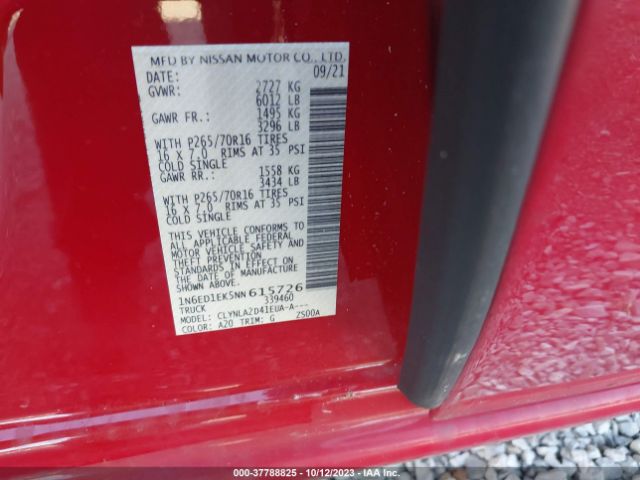 MFD BY NISSAN MOTOR CO., LTD.
DATE: 09/21
GVWR: 2727 KG
6012 LB
GAWR FR.: 1495 KG
3296 LB
WITH P265/70R16 TIRES
16 X 7.0 RIMS AT 35 PSI
COLD SINGLE
GAWR RR.: 1558 KG
3434 LB
WITH P265/70R16 TIRES
16 X 7.0 RIMS AT 35 PSI
COLD SINGLE
THIS VEHICLE CONFORMS TO
ALL APPLICABLE FEDERAL
MOTOR VEHICLE SAFETY AND
THEFT PREVENTION
STANDARDS IN EFFECT ON
THE DATE OF MANUFACTURE
SHOWN ABOVE.
1N6ED1EK5NN615726
TRUCK 339460
MODEL: CLYNLA2D41EUA-A---
COLOR: A20 TRIM: G ZS00A
000-37788825 - 10/12/2023 - IAA Inc.